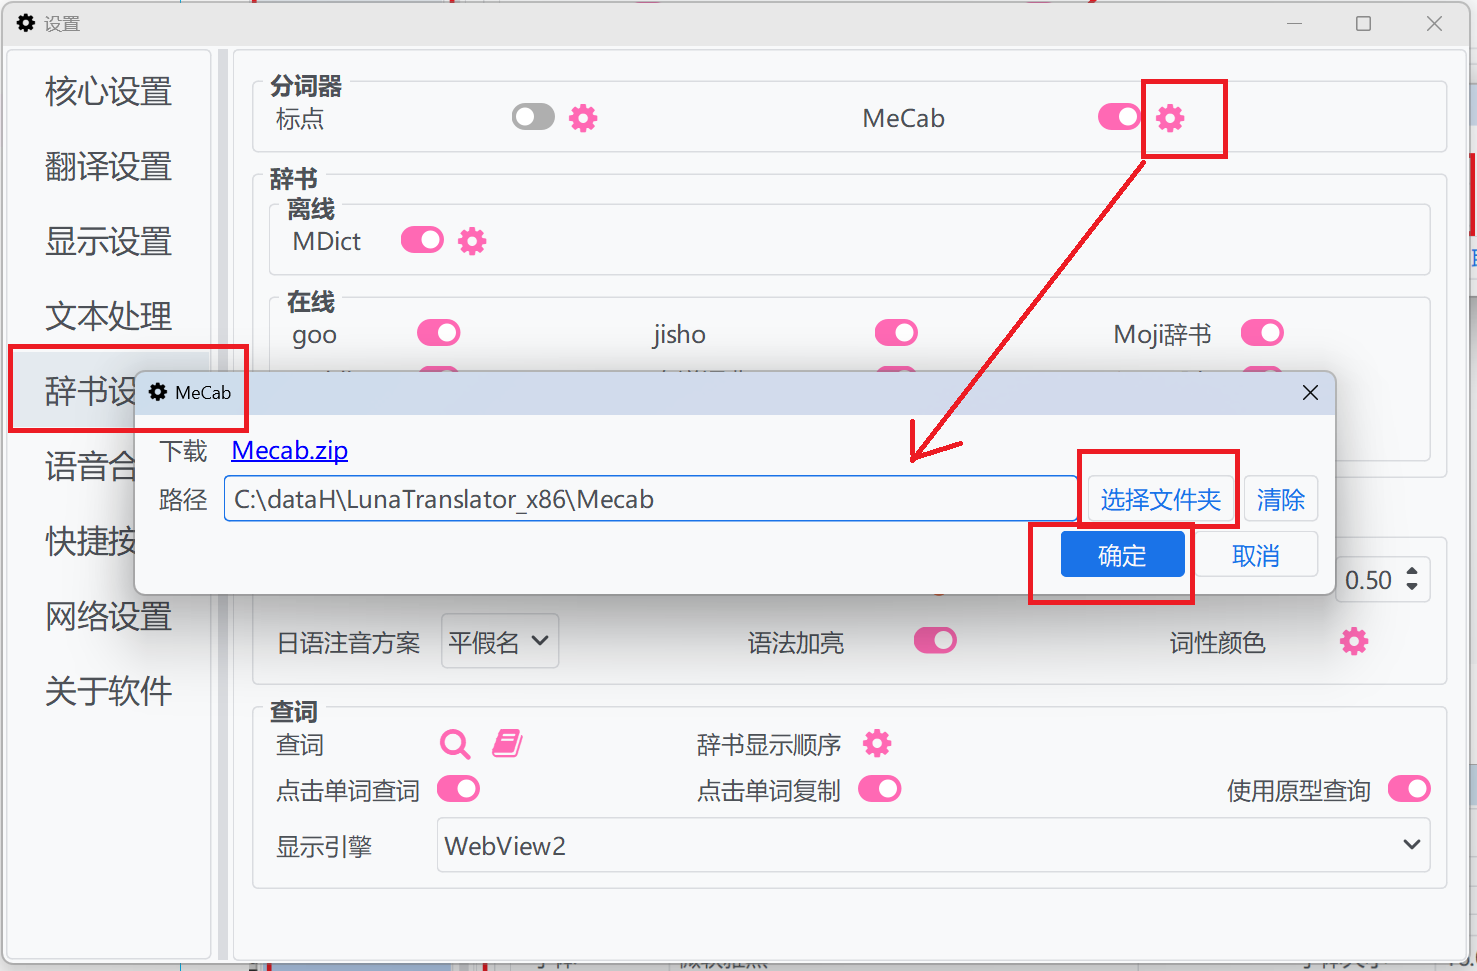 设置
核心设置
翻译设置
显示设置
文本处理
辞书设
语音合
快捷按
网络设置
关于软件
分词器
标点
MeCab
辞书
离线
MDict
在线
goo
jisho
Moji辞书
MeCab
下载 Mecab.zip
路径 C:\dataH\LunaTranslator_x86\Mecab 选择文件夹 清除
确定 取消
0.50
日语注音方案 平假名 语法加亮 词性颜色
查词
查词 辞书显示顺序
点击单词查词 点击单词复制 使用原型查询
显示引擎 WebView2